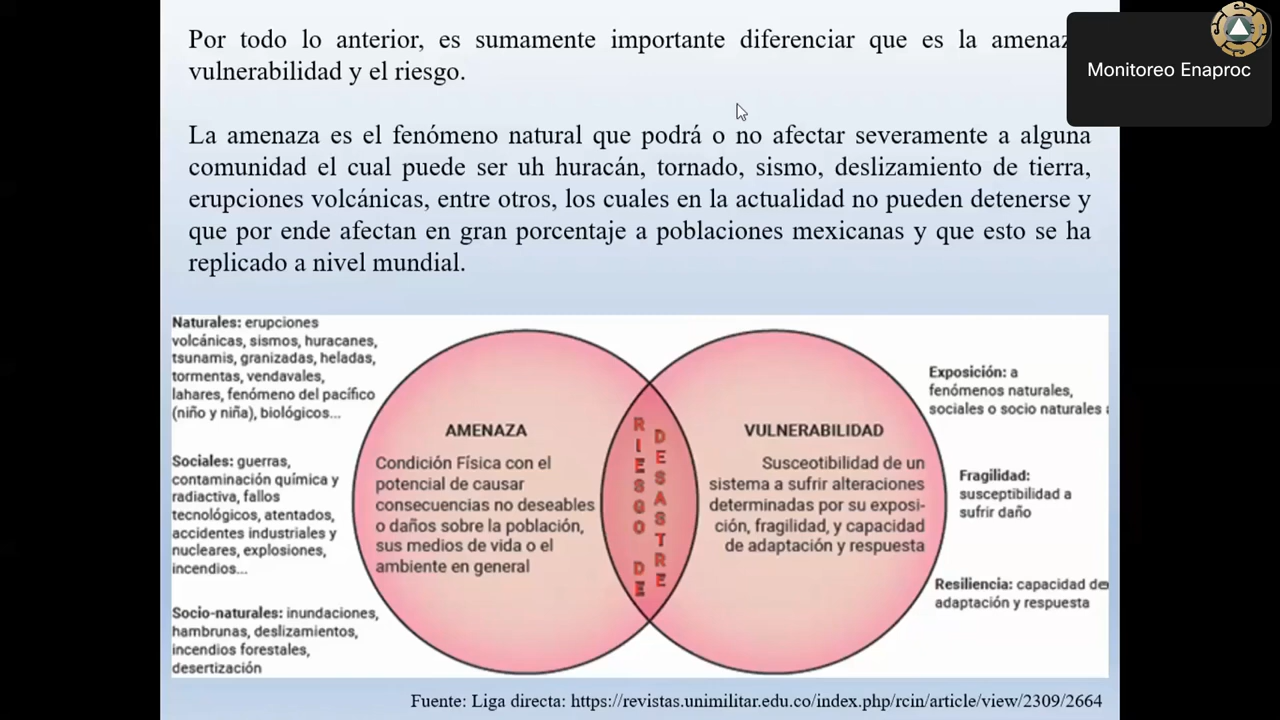 Por todo lo anterior, es sumamente importante diferenciar que es la
vulnerabilidad y el riesgo.
Monitoreo Enaproc
La amenaza es el fenómeno natural que podrá o no afectar severamente a alguna
comunidad el cual puede ser uh huracán, tornado, sismo, deslizamiento de tierra,
erupciones volcánicas, entre otros, los cuales en la actualidad no pueden detenerse y
que por ende afectan en gran porcentaje a poblaciones mexicanas y que esto se ha
replicado a nivel mundial.
Naturales: erupciones
volcánicas, sismos, huracanes,
tsunamis, granizadas, heladas,
tormentas, vendavales,
lahares, fenómeno del pacífico
(niño y niña), biológicos...
Sociales: guerras,
contaminación química y
radiactiva, fallos
tecnológicos, atentados,
accidentes industriales y
nucleares, explosiones,
incendios...
Socio-naturales: inundaciones,
hambrunas, deslizamientos,
incendios forestales,
desertización
AMENAZA
Condición Física con el
potencial de causar
consecuencias no deseables
o daños sobre la población,
sus medios de vida o el
ambiente en general
RIESGO DE
DESASTRE
VULNERABILIDAD
Susceotibilidad de un
sistema a sufrir alteraciones
determinadas por su exposi-
ción, fragilidad, y capacidad
de adaptación y respuesta
Exposición: a
fenómenos naturales,
sociales o socio naturales
Fragilidad:
susceptibilidad a
sufrir daño
Resiliencia: capacidad de
adaptación y respuesta
Fuente: Liga directa: https://revistas.unimilitar.edu.co/index.php/rcin/article/view/2309/2664